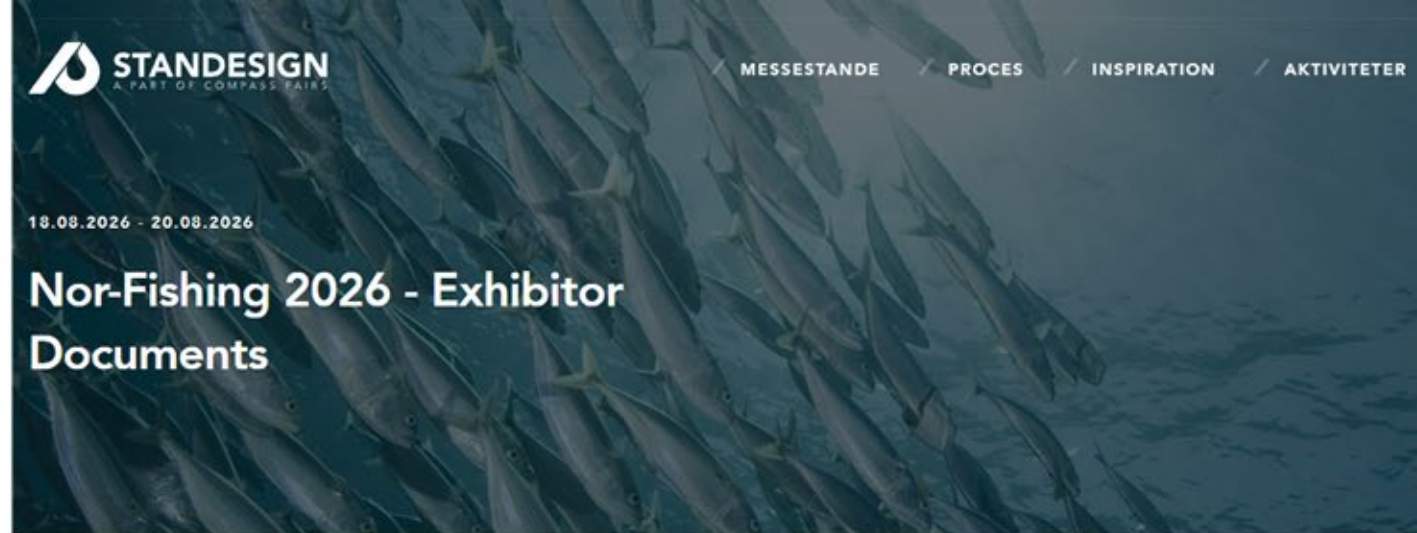 STANDESIGN
A PART OF COMPASS FAIRS
MESSESTANDE
PROCES
INSPIRATION
AKTIVITETER
18.08.2026 - 20.08.2026
Nor-Fishing 2026 - Exhibitor
Documents